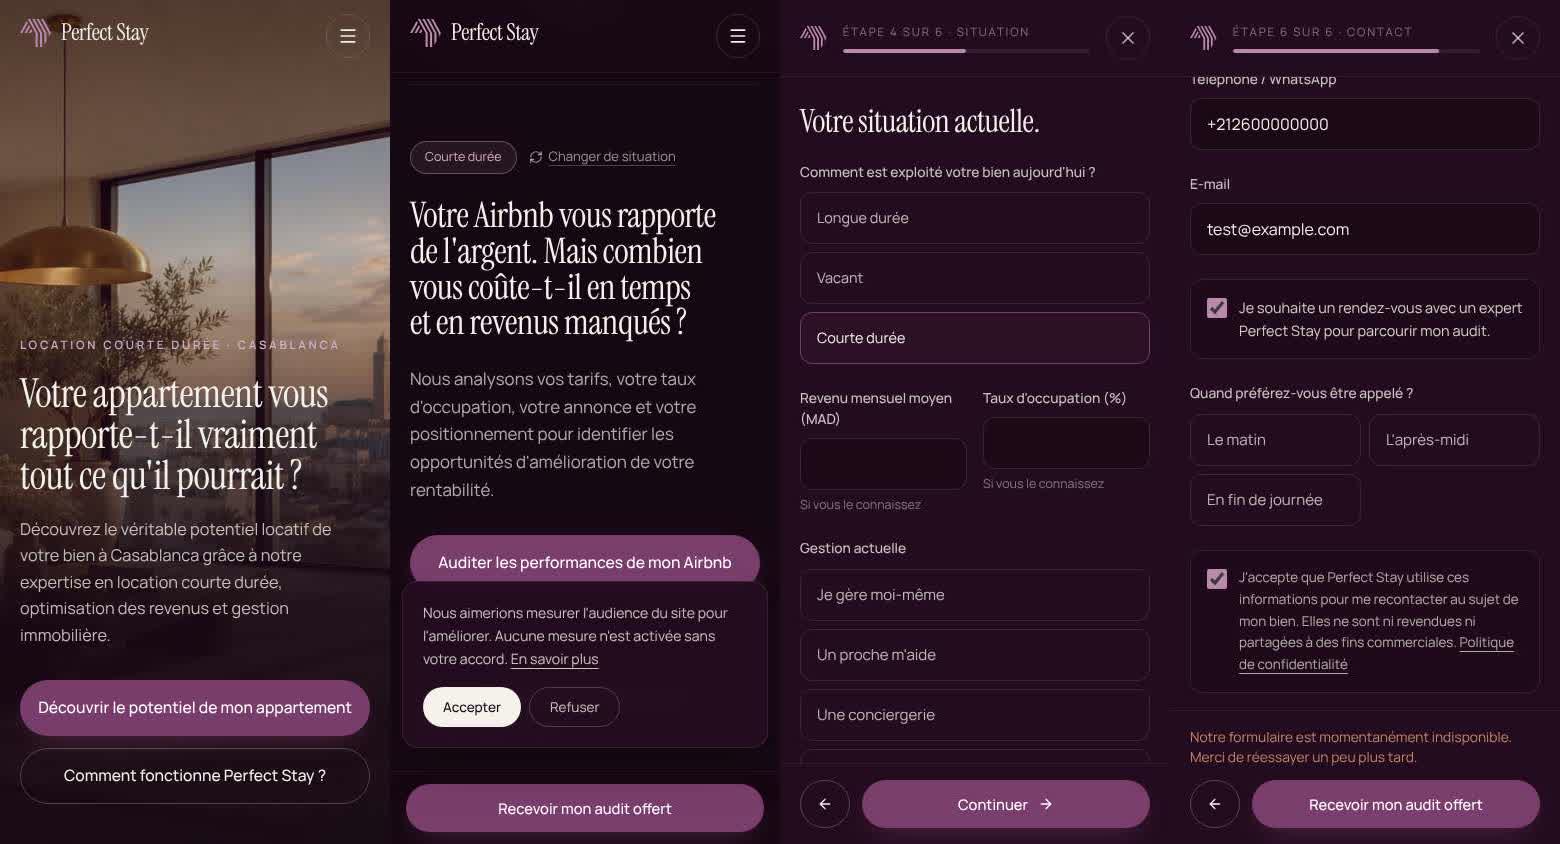 Perfect Stay
LOCATION COURTE DURÉE · CASABLANCA
Votre appartement vous
rapporte-t-il vraiment
tout ce qu'il pourrait ?
Découvrez le véritable potentiel locatif de
votre bien à Casablanca grâce à notre
expertise en location courte durée,
optimisation des revenus et gestion
immobilière.
Découvrir le potentiel de mon appartement
Comment fonctionne Perfect Stay ?
Perfect Stay
Courte durée
Changer de situation
Votre Airbnb vous rapporte
de l'argent. Mais combien
vous coûte-t-il en temps
et en revenus manqués ?
Nous analysons vos tarifs, votre taux
d'occupation, votre annonce et votre
positionnement pour identifier les
opportunités d'amélioration de votre
rentabilité.
Auditer les performances de mon Airbnb
Nous aimerions mesurer l'audience du site pour
l'améliorer. Aucune mesure n'est activée sans
votre accord. En savoir plus
Accepter
Refuser
Recevoir mon audit offert
ÉTAPE 4 SUR 6 · SITUATION
Votre situation actuelle.
Comment est exploité votre bien aujourd'hui ?
Longue durée
Vacant
Courte durée
Revenu mensuel moyen
(MAD)
Si vous le connaissez
Taux d'occupation (%)
Si vous le connaissez
Gestion actuelle
Je gère moi-même
Un proche m'aide
Une conciergerie
Continuer
ÉTAPE 6 SUR 6 · CONTACT
Téléphone / WhatsApp
+212600000000
E-mail
test@example.com
Je souhaite un rendez-vous avec un expert
Perfect Stay pour parcourir mon audit.
Quand préférez-vous être appelé ?
Le matin
L'après-midi
En fin de journée
J'accepte que Perfect Stay utilise ces
informations pour me recontacter au sujet de
mon bien. Elles ne sont ni revendues ni
partagées à des fins commerciales. Politique
de confidentialité
Notre formulaire est momentanément indisponible.
Merci de réessayer un peu plus tard.
Recevoir mon audit offert